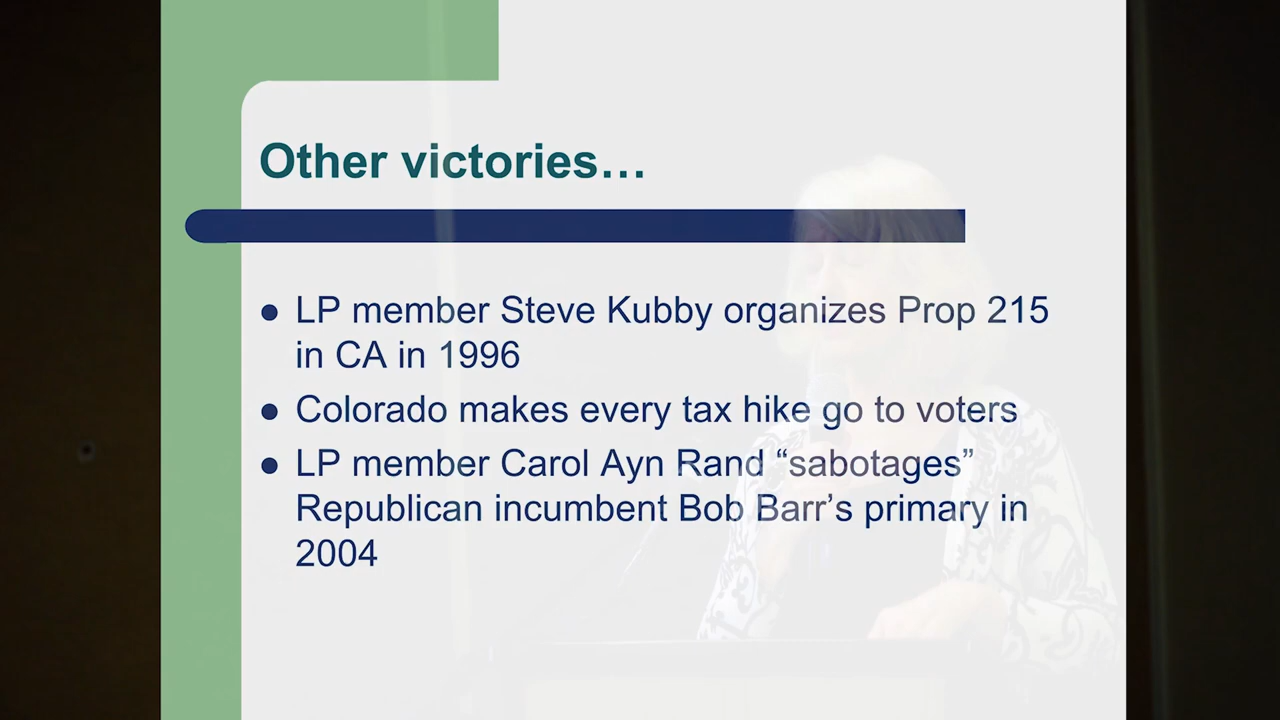 Other victories…
● LP member Steve Kubby organizes Prop 215
in CA in 1996
● Colorado makes every tax hike go to voters
● LP member Carol Ayn Rand “sabotages”
Republican incumbent Bob Barr’s primary in
2004